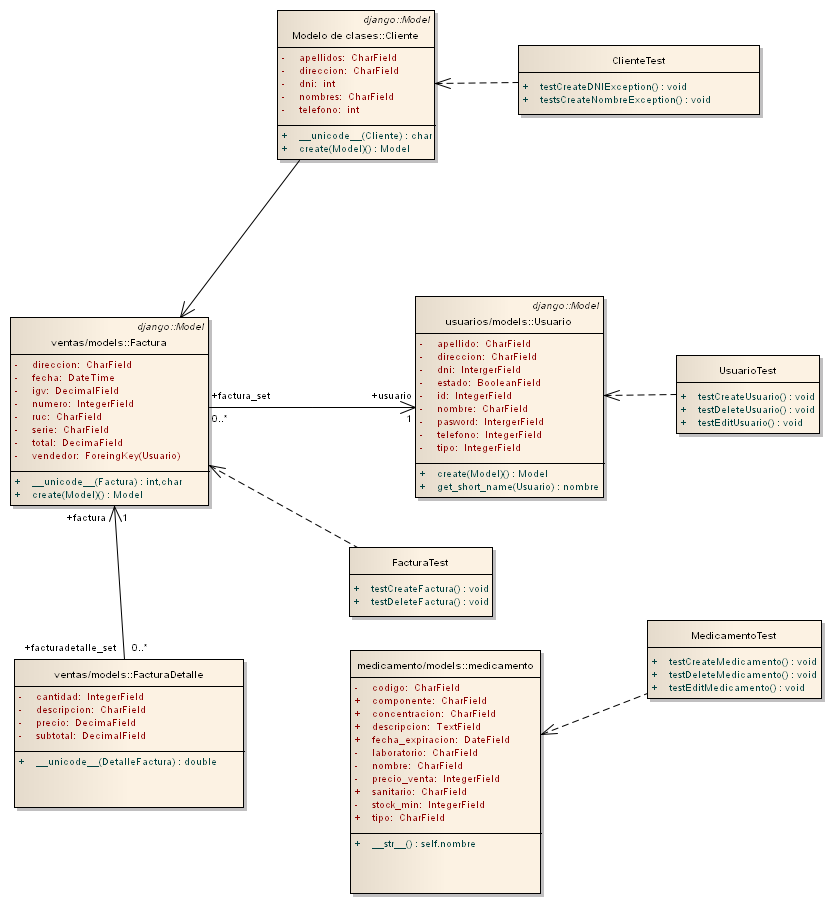 django::Model
Modelo de clases::Cliente
- apellidos: CharField
- direccion: CharField
- dni: int
- nombres: CharField
- telefono: int
+ __unicode__(Cliente) : char
+ create(Model)() : Model
ClienteTest
+ testCreateDNIException() : void
+ testsCreateNombreException() : void
django::Model
ventas/models::Factura
- direccion: CharField
- fecha: DateTime
- igv: DecimalField
- numero: IntegerField
- ruc: CharField
- serie: CharField
- total: DecimaField
- vendedor: ForeingKey(Usuario)
+ __unicode__(Factura) : int,char
+ create(Model)() : Model
+factura_set
0..*
+usuario
1
django::Model
usuarios/models::Usuario
- apellido: CharField
- direccion: CharField
- dni: IntergerField
- estado: BooleanField
- id: IntegerField
- nombre: CharField
- pasword: IntergerField
- telefono: IntegerField
- tipo: IntegerField
+ create(Model)() : Model
+ get_short_name(Usuario) : nombre
UsuarioTest
+ testCreateUsuario() : void
+ testDeleteUsuario() : void
+ testEditUsuario() : void
+factura
1
FacturaTest
+ testCreateFactura() : void
+ testDeleteFactura() : void
+facturadetalle_set
0..*
ventas/models::FacturaDetalle
- cantidad: IntegerField
- descripcion: CharField
- precio: DecimaField
- subtotal: DecimalField
+ __unicode__(DetalleFactura) : double
medicamento/models::medicamento
- codigo: CharField
+ componente: CharField
+ concentracion: CharField
+ descripcion: TextField
+ fecha_expiracion: DateField
- laboratorio: CharField
- nombre: CharField
- precio_venta: IntegerField
+ sanitario: CharField
- stock_min: IntegerField
+ tipo: CharField
+ __str__() : self.nombre
MedicamentoTest
+ testCreateMedicamento() : void
+ testDeleteMedicamento() : void
+ testEditMedicamento() : void